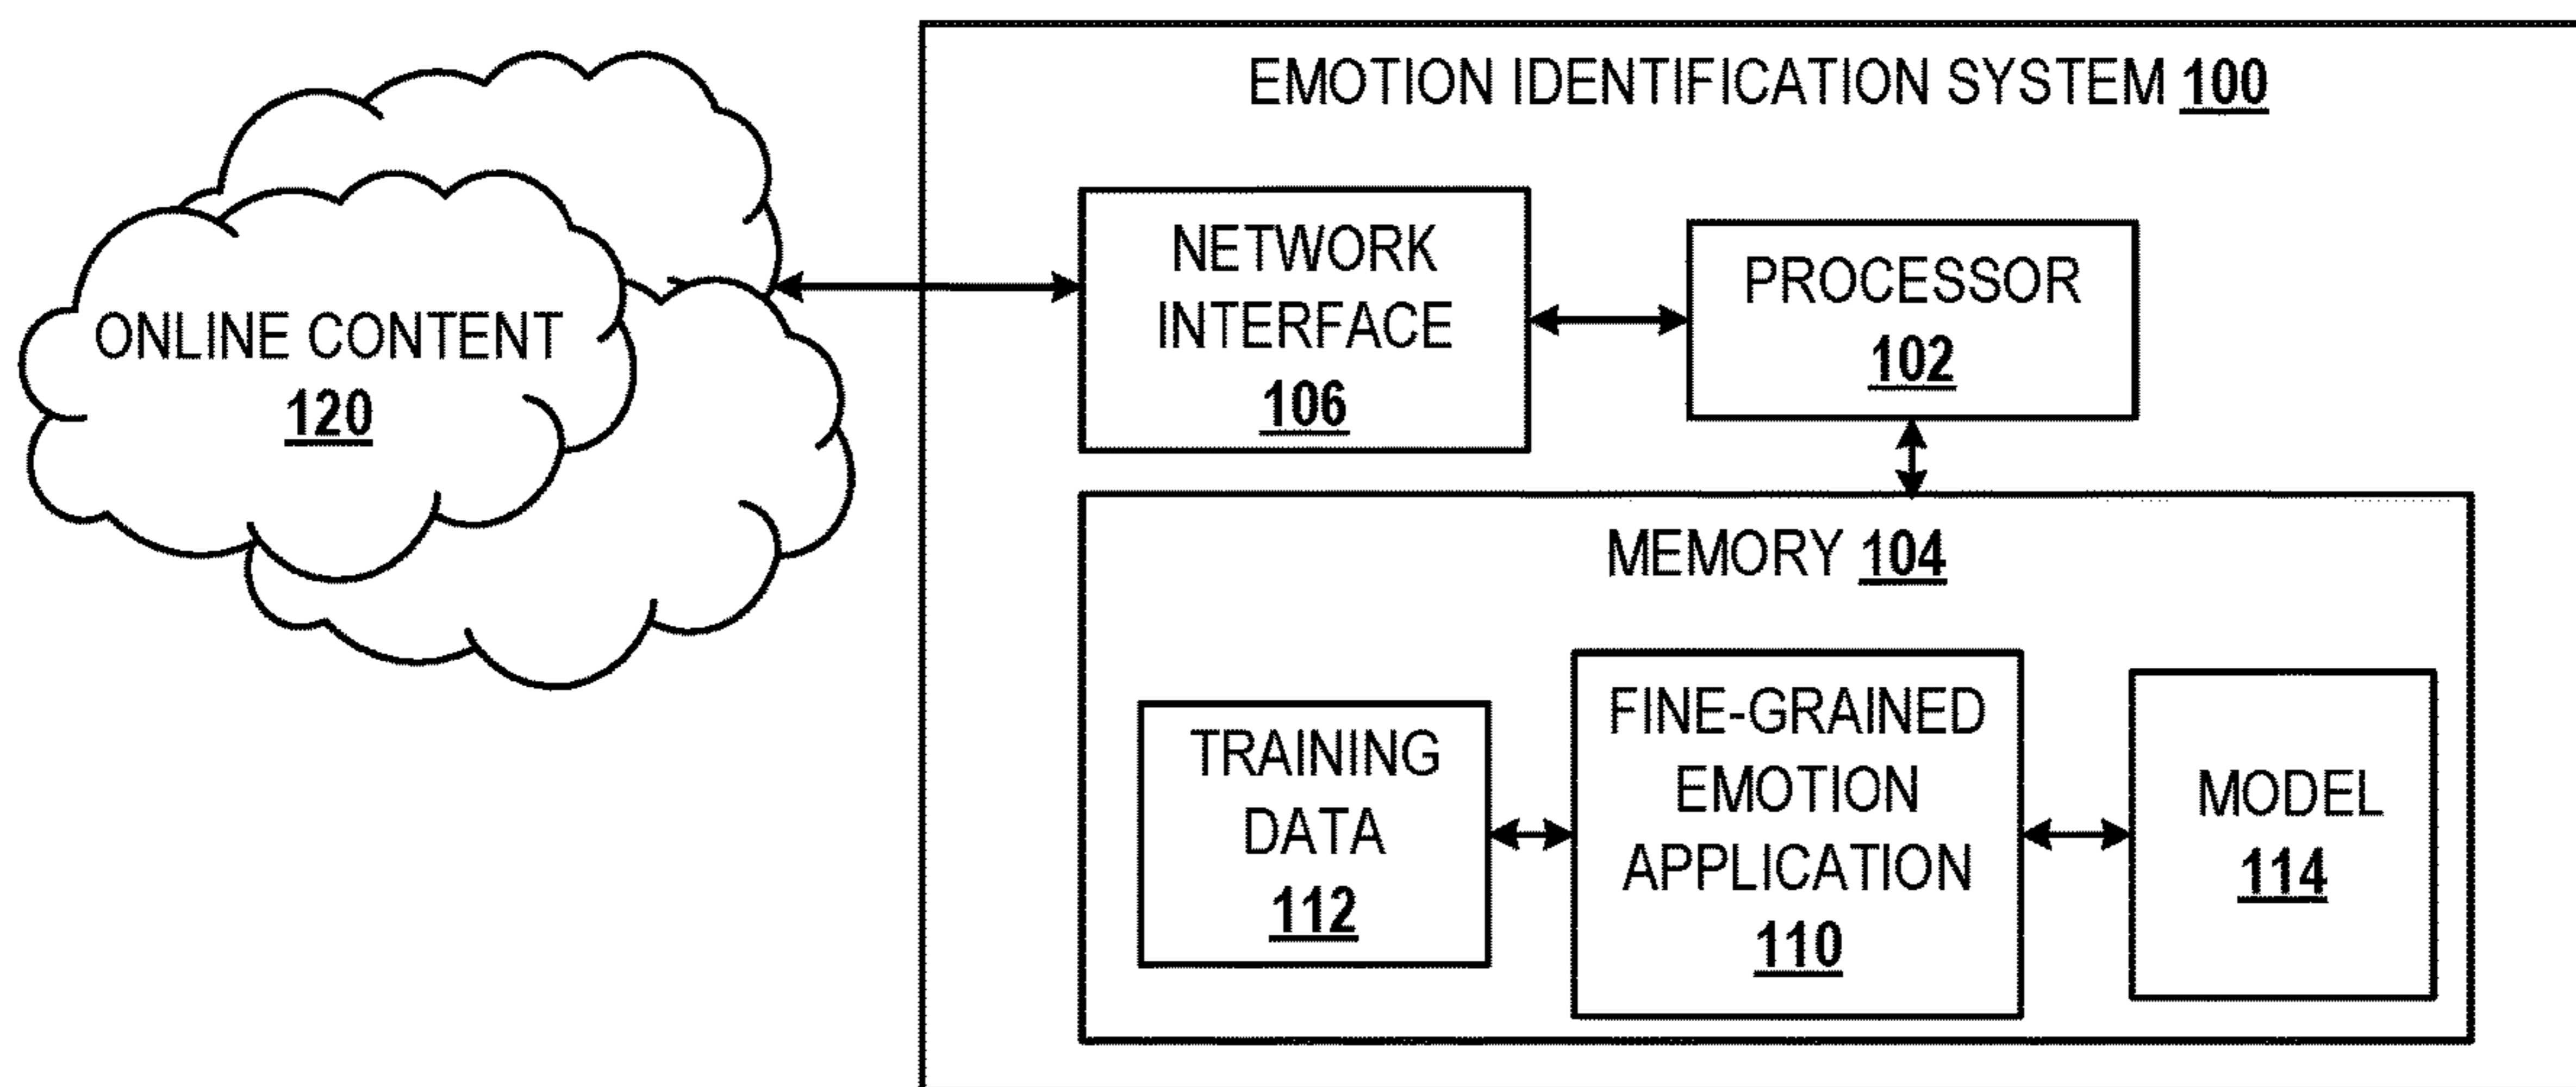 EMOTION IDENTIFICATION SYSTEM 100
ONLINE CONTENT
120
NETWORK
INTERFACE
106
PROCESSOR
102
MEMORY 104
TRAINING
DATA
112
FINE-GRAINED
EMOTION
APPLICATION
110
MODEL
114